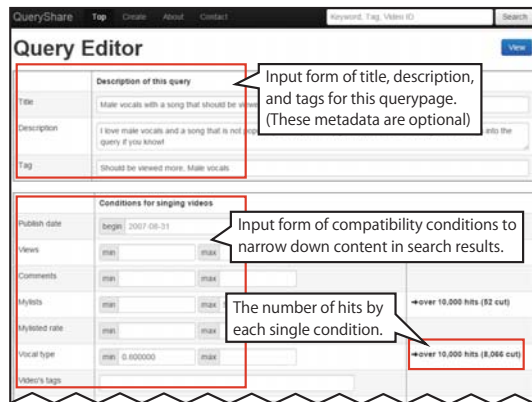 QueryShare Top Create About Contact Keyword, Tag, Video ID Search
Query Editor View
Description of this query
Input form of title, description,
and tags for this querypage.
(These metadata are optional)
Title Male vocals with a song that should be
Description I love male vocals and a song that is not into the
query if you know!
Tag Should be viewed more, Male vocals
Conditions for singing videos
Publish date begin 2007-08-31
Input form of compatibility conditions to
narrow down content in search results.
Views min max
Comments min max
The number of hits by
each single condition.
Mylists min max →over 10,000 hits (52 cut)
Mylisted rate min max
Vocal type min 0.600000 max →over 10,000 hits (8,066 cut)
Video's tags